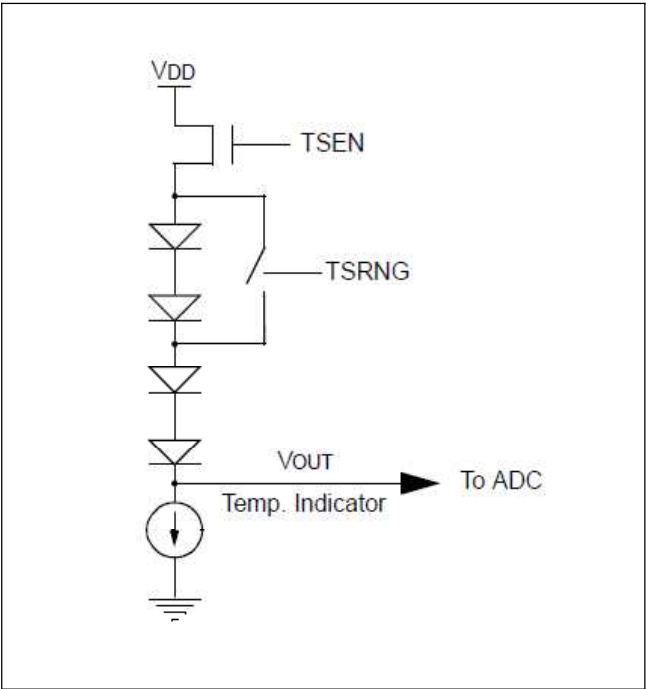 VDD
TSEN
TSRNG
VOUT
To ADC
Temp. Indicator